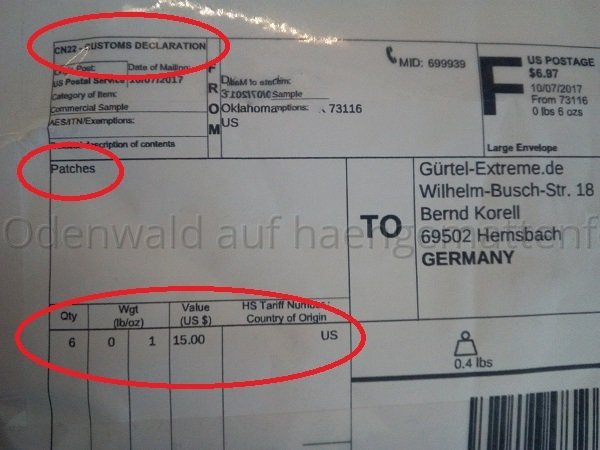 CN22 - CUSTOMS DECLARATION
Post: Date of Mailing:
US Postal Service 10/07/2017
Category of Item:
Commercial Sample
AES/ITN/Exemptions:
description of contents
FROM
Sample
Oklahoma 73116
US
MID: 699939
F
US POSTAGE
$6.97
10/07/2017
From 73116
0 lbs 6 ozs
Large Envelope
Patches
TO
Gürtel-Extreme.de
Wilhelm-Busch-Str. 18
Bernd Korell
69502 Hemsbach
GERMANY
Odenwald auf haengemattenf
Qty Wgt (lb/oz) Value (US $) HS Tariff Number: Country of Origin
6 0 1 15.00 US
0.4 lbs